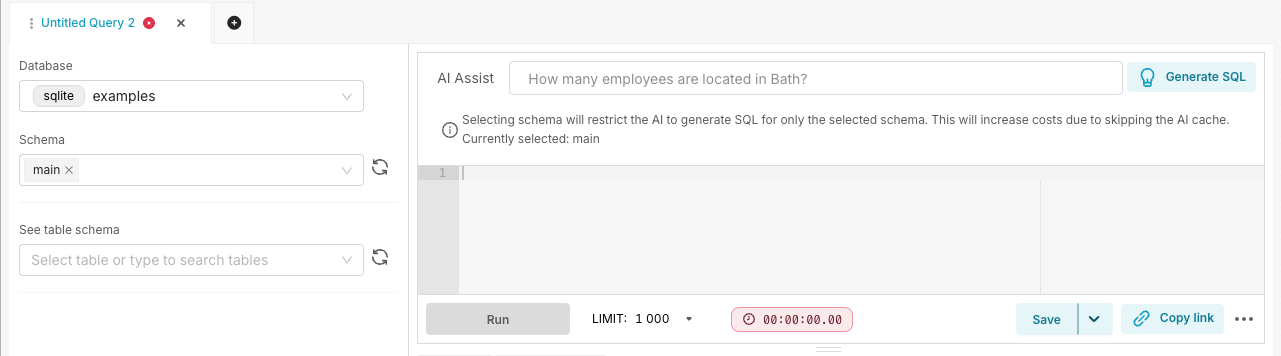 Untitled Query 2
Database
sqlite examples
Schema
main
See table schema
Select table or type to search tables
AI Assist
How many employees are located in Bath?
Generate SQL
Selecting schema will restrict the AI to generate SQL for only the selected schema. This will increase costs due to skipping the AI cache.
Currently selected: main
1
Run
LIMIT: 1 000
00:00:00.00
Save
Copy link